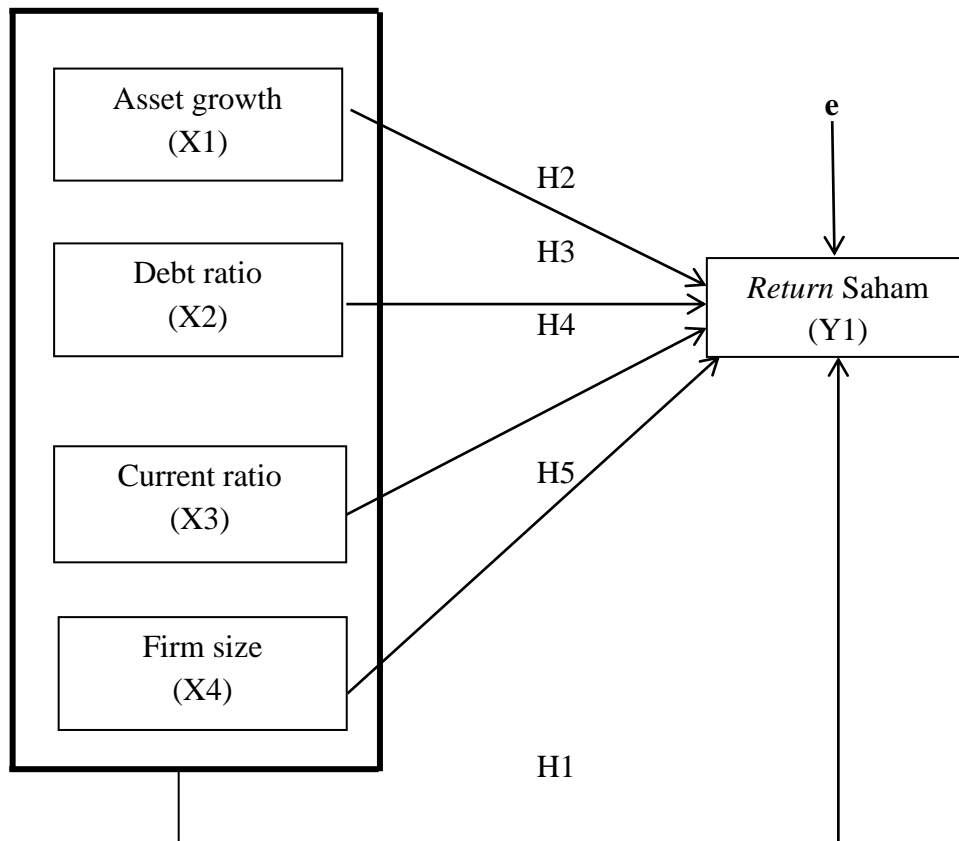 Asset growth
(X1)
e
H2
H3
Debt ratio
(X2)
Return Saham
(Y1)
H4
Current ratio
(X3)
H5
Firm size
(X4)
H1